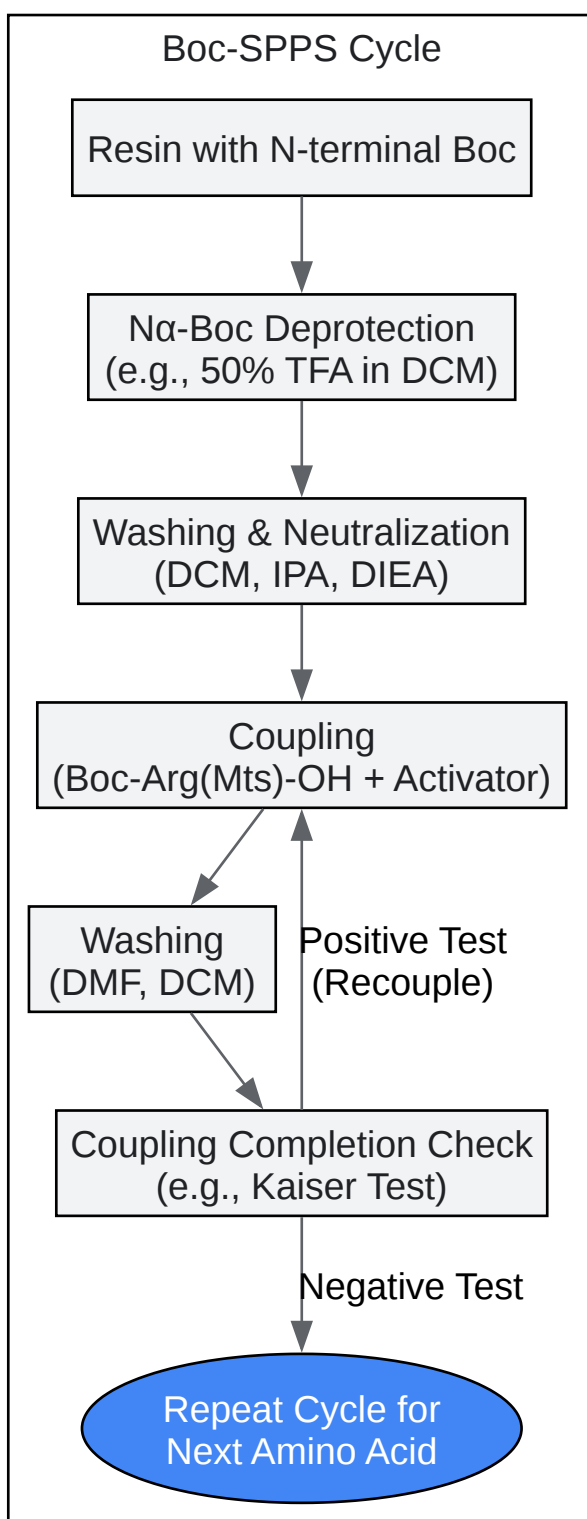 Boc-SPPS Cycle
Resin with N-terminal Boc
Nα-Boc Deprotection
(e.g., 50% TFA in DCM)
Washing & Neutralization
(DCM, IPA, DIEA)
Coupling
(Boc-Arg(Mts)-OH + Activator)
Washing
(DMF, DCM)
Positive Test
(Recouple)
Coupling Completion Check
(e.g., Kaiser Test)
Negative Test
Repeat Cycle for
Next Amino Acid